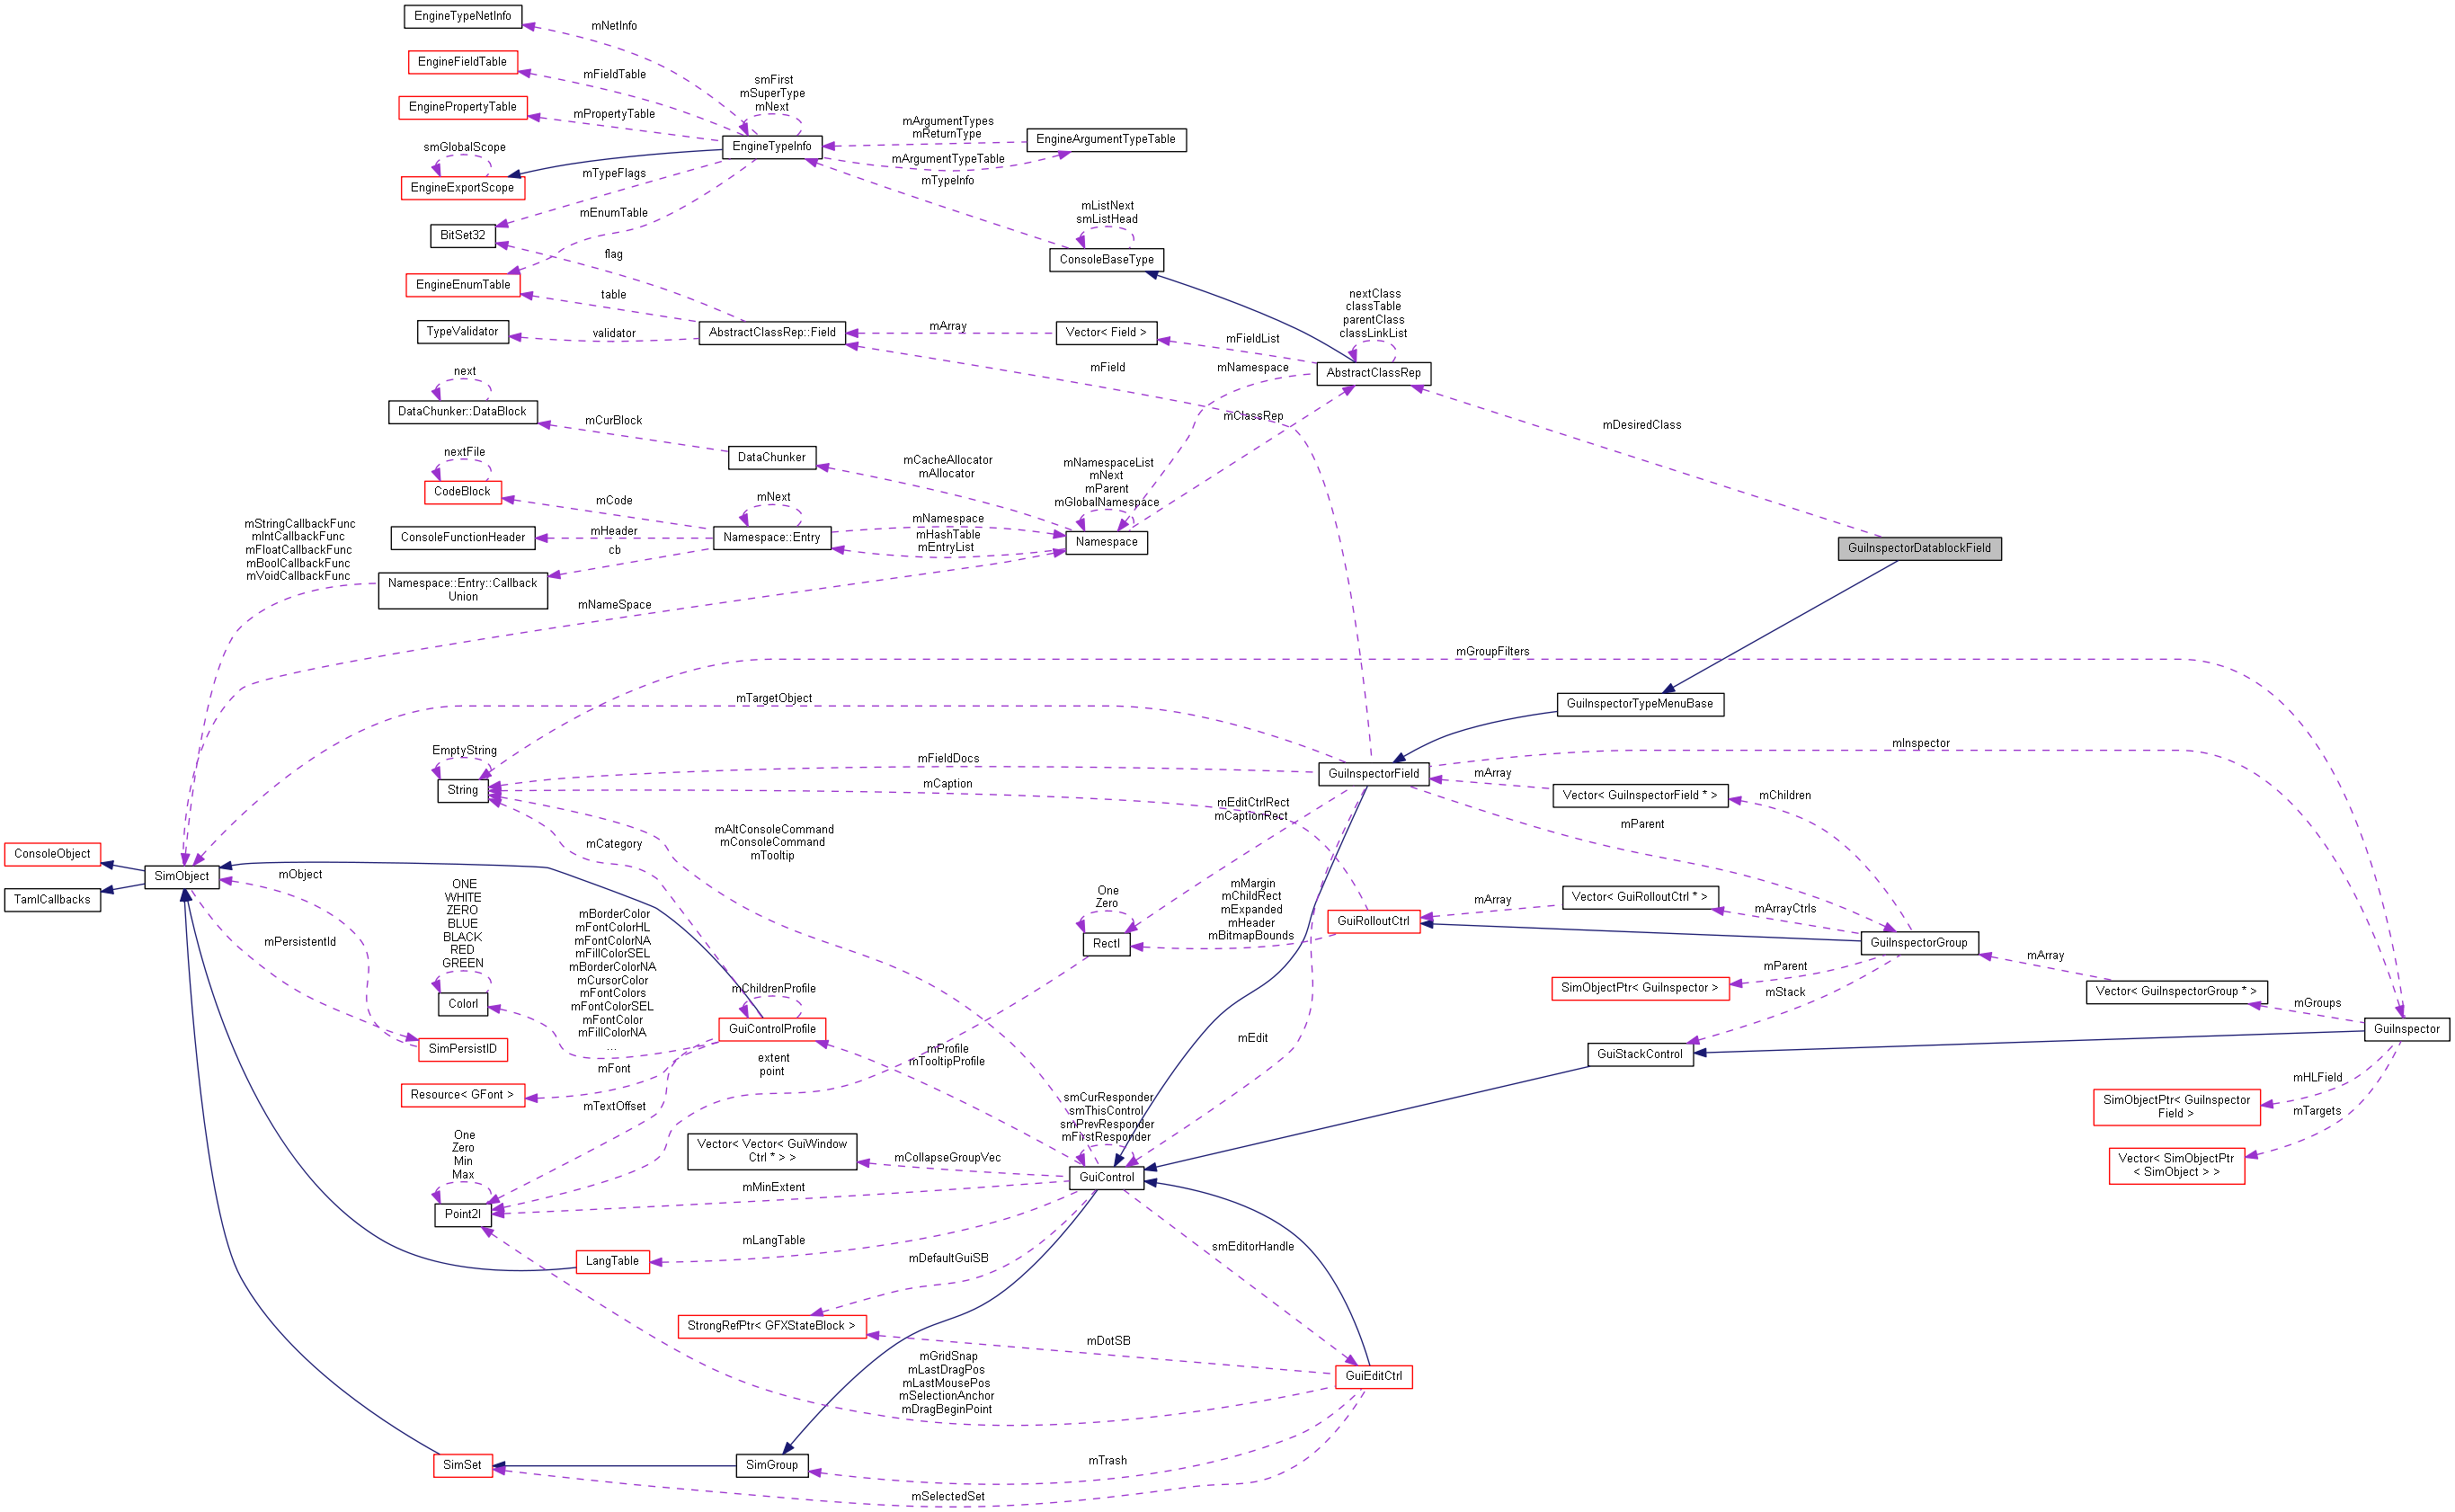 EngineTypeNetInfo
mNetInfo
EngineFieldTable
mFieldTable
smFirst
mSuperType
mNext
EnginePropertyTable
mPropertyTable
EngineTypeInfo
mArgumentTypes
mReturnType
EngineArgumentTypeTable
smGlobalScope
mArgumentTypeTable
EngineExportScope
mTypeFlags
mTypeInfo
mEnumTable
mListNext
smListHead
BitSet32
flag
ConsoleBaseType
EngineEnumTable
table
nextClass
classTable
parentClass
classLinkList
TypeValidator
validator
AbstractClassRep::Field
mArray
Vector< Field >
mFieldList
mField
mNamespace
AbstractClassRep
next
DataChunker::DataBlock
mCurBlock
mClassRep
mDesiredClass
nextFile
DataChunker
mCacheAllocator
mAllocator
mNamespaceList
mNext
mParent
mGlobalNamespace
CodeBlock
mCode
mNext
mStringCallbackFunc
mIntCallbackFunc
mFloatCallbackFunc
mBoolCallbackFunc
mVoidCallbackFunc
ConsoleFunctionHeader
mHeader
cb
Namespace::Entry
mNamespace
mHashTable
mEntryList
Namespace
GuiInspectorDatablockField
Namespace::Entry::Callback
Union
mNameSpace
mGroupFilters
mTargetObject
GuiInspectorTypeMenuBase
EmptyString
String
mFieldDocs
mCaption
mInspector
GuiInspectorField
mArray
Vector< GuiInspectorField * >
mChildren
mEditCtrlRect
mCaptionRect
mParent
mCategory
mAltConsoleCommand
mConsoleCommand
mTooltip
ConsoleObject
SimObject
TamlCallbacks
mObject
mPersistentId
ONE
WHITE
ZERO
BLUE
BLACK
RED
GREEN
ColorI
mBorderColor
mFontColorHL
mFontColorNA
mFillColorSEL
mBorderColorNA
mCursorColor
mFontColors
mFontColorSEL
mFontColor
mFillColorNA
...
One
Zero
RectI
mMargin
mChildRect
mExpanded
mHeader
mBitmapBounds
GuiRolloutCtrl
mArray
Vector< GuiRolloutCtrl * >
mArrayCtrls
GuiInspectorGroup
mParent
SimObjectPtr< GuiInspector >
mStack
mArray
Vector< GuiInspectorGroup * >
mGroups
GuiInspector
mChildrenProfile
GuiControlProfile
SimPersistID
mFont
Resource< GFont >
mTextOffset
extent
point
mProfile
mTooltipProfile
mEdit
GuiStackControl
mHLField
SimObjectPtr< GuiInspector
Field >
mTargets
Vector< SimObjectPtr
< SimObject > >
smCurResponder
smThisControl
smPrevResponder
mFirstResponder
GuiControl
One
Zero
Min
Max
Point2I
Vector< Vector< GuiWindow
Ctrl * > >
mCollapseGroupVec
mMinExtent
LangTable
mLangTable
mDefaultGuiSB
smEditorHandle
StrongRefPtr< GFXStateBlock >
mDotSB
mGridSnap
mLastDragPos
mLastMousePos
mSelectionAnchor
mDragBeginPoint
GuiEditCtrl
SimSet
SimGroup
mTrash
mSelectedSet